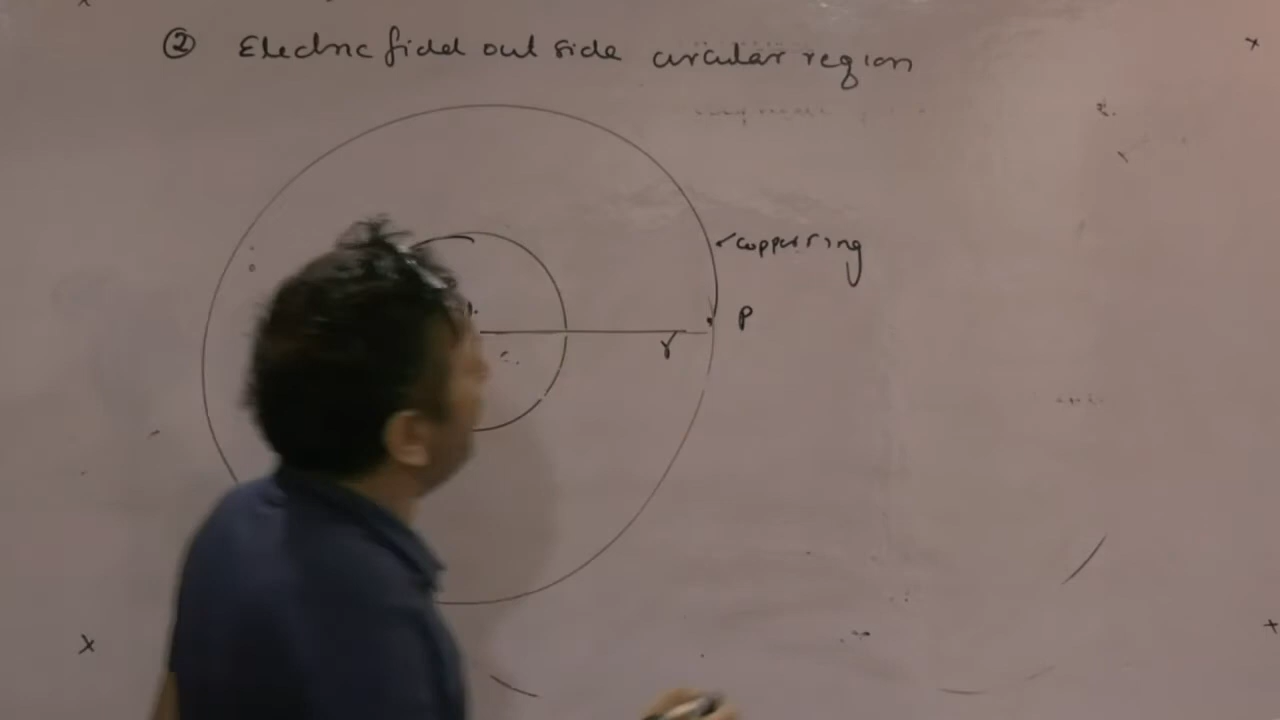 ② Electric field out side circular region
copper ring
P
r